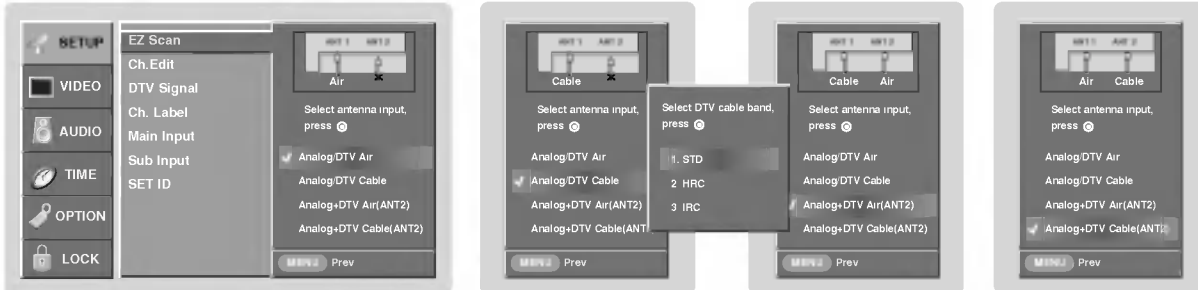 SETUP
VIDEO
AUDIO
TIME
OPTION
LOCK
EZ Scan
Ch.Edit
DTV Signal
Ch. Label
Main Input
Sub Input
SET ID
ANT 1 ANT 2
Air
Select antenna input,
press
Analog/DTV Air
Analog/DTV Cable
Analog+DTV Air(ANT2)
Analog+DTV Cable(ANT2)
MENU Prev
ANT 1 ANT 2
Cable
Select antenna input,
press
Analog/DTV Air
Analog/DTV Cable
Analog+DTV Air(ANT2)
Analog+DTV Cable(ANT
MENU Prev
Select DTV cable band,
press
1. STD
2 HRC
3 IRC
ANT 1 ANT 2
Cable Air
Select antenna input,
press
Analog/DTV Air
Analog/DTV Cable
Analog+DTV Air(ANT2)
Analog+DTV Cable(ANT2)
MENU Prev
ANT 1 ANT 2
Air Cable
Select antenna input,
press
Analog/DTV Air
Analog/DTV Cable
Analog+DTV Air(ANT2)
Analog+DTV Cable(ANT2)
MENU Prev